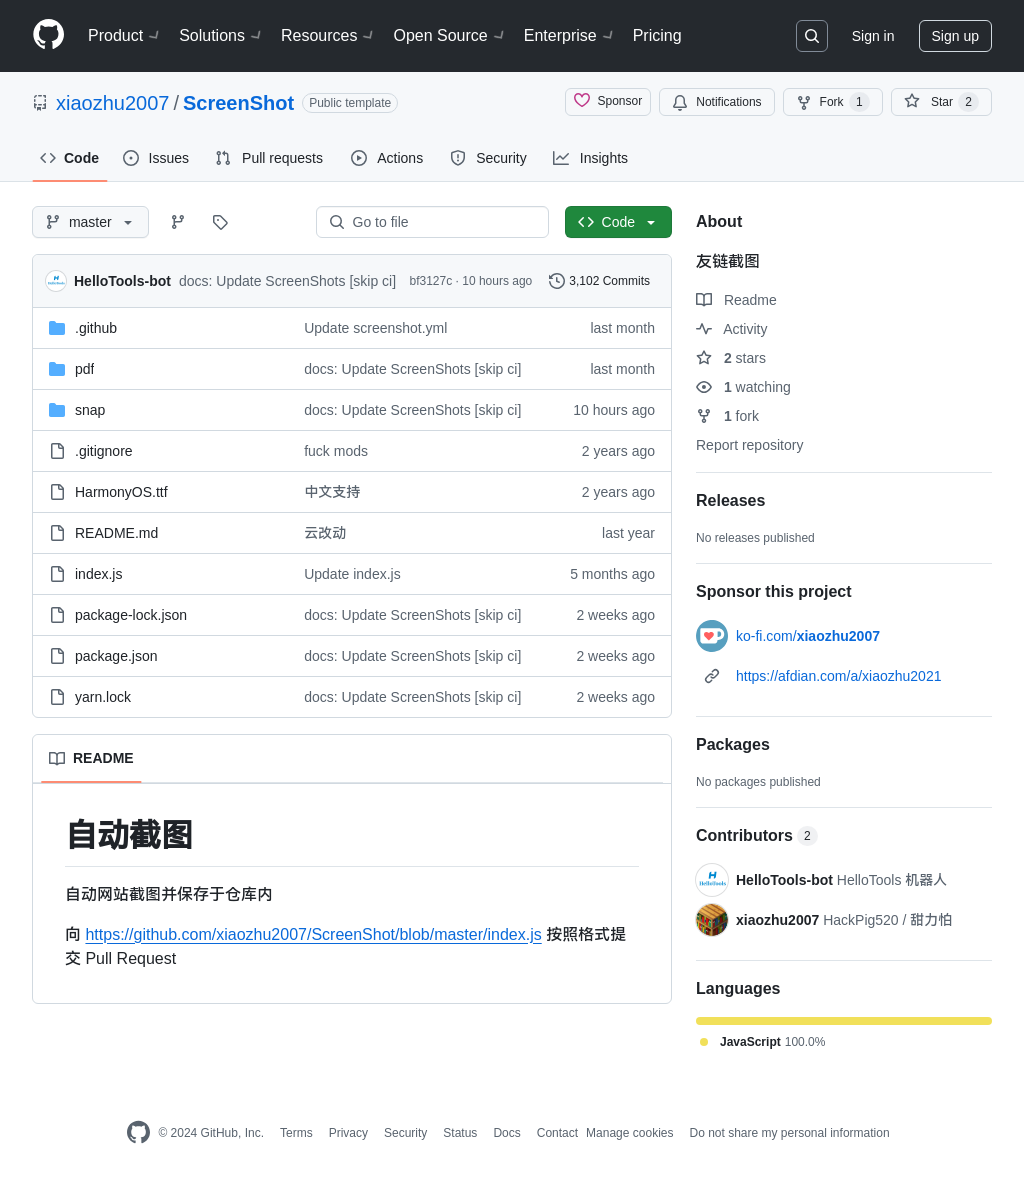 Product Solutions Resources Open Source Enterprise Pricing Sign in Sign up
xiaozhu2007 / ScreenShot Public template Sponsor Notifications Fork 1 Star 2
Code Issues Pull requests Actions Security Insights
master Go to file Code
HelloTools-bot docs: Update ScreenShots [skip ci] bf3127c · 10 hours ago 3,102 Commits
.github Update screenshot.yml last month
pdf docs: Update ScreenShots [skip ci] last month
snap docs: Update ScreenShots [skip ci] 10 hours ago
.gitignore fuck mods 2 years ago
HarmonyOS.ttf 中文支持 2 years ago
README.md 云改动 last year
index.js Update index.js 5 months ago
package-lock.json docs: Update ScreenShots [skip ci] 2 weeks ago
package.json docs: Update ScreenShots [skip ci] 2 weeks ago
yarn.lock docs: Update ScreenShots [skip ci] 2 weeks ago
README
自动截图
自动网站截图并保存于仓库内
向 https://github.com/xiaozhu2007/ScreenShot/blob/master/index.js 按照格式提
交 Pull Request
About
友链截图
Readme
Activity
2 stars
1 watching
1 fork
Report repository
Releases
No releases published
Sponsor this project
ko-fi.com/xiaozhu2007
https://afdian.com/a/xiaozhu2021
Packages
No packages published
Contributors 2
HelloTools-bot HelloTools 机器人
xiaozhu2007 HackPig520 / 甜力怕
Languages
JavaScript 100.0%
© 2024 GitHub, Inc. Terms Privacy Security Status Docs Contact Manage cookies Do not share my personal information